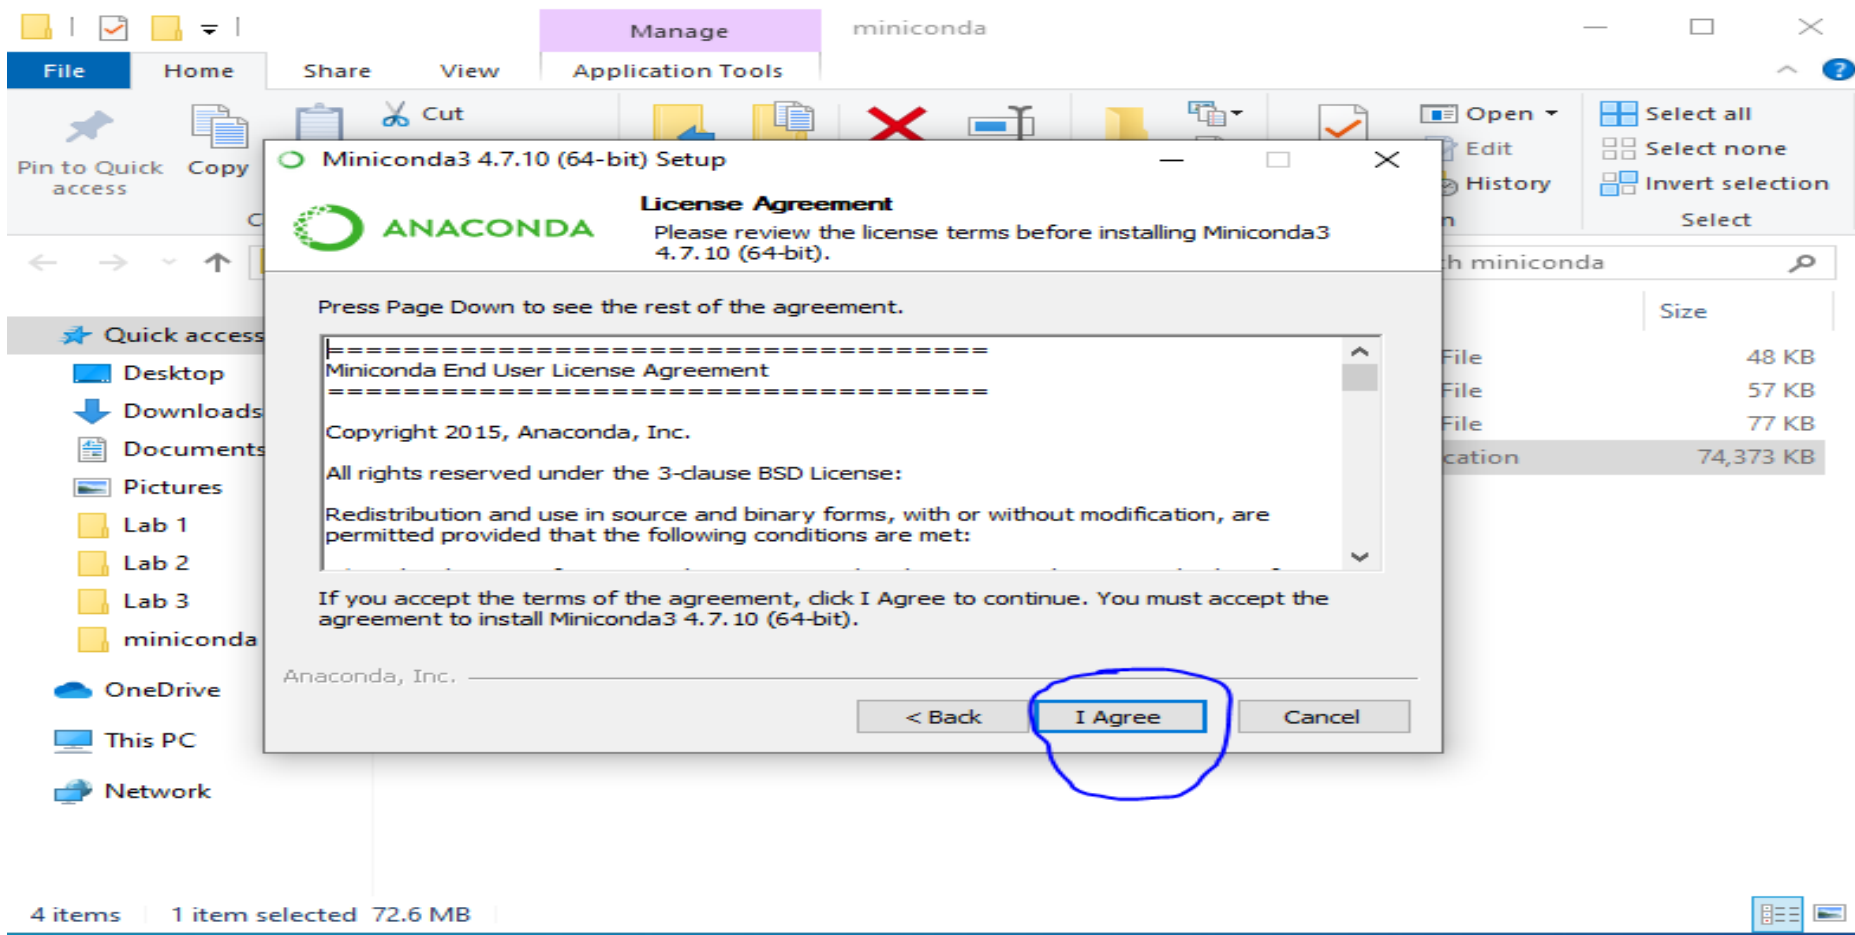 Manage
miniconda
File
Home
Share
View
Application Tools
Pin to Quick
access
Copy
Cut
Open
Edit
History
Select all
Select none
Invert selection
Select
Miniconda3 4.7.10 (64-bit) Setup
ANACONDA
License Agreement
Please review the license terms before installing Miniconda3
4.7.10 (64-bit).
miniconda
Press Page Down to see the rest of the agreement.
===================================
Miniconda End User License Agreement
===================================
Copyright 2015, Anaconda, Inc.
All rights reserved under the 3-clause BSD License:
Redistribution and use in source and binary forms, with or without modification, are
permitted provided that the following conditions are met:
If you accept the terms of the agreement, click I Agree to continue. You must accept the
agreement to install Miniconda3 4.7.10 (64-bit).
Anaconda, Inc.
< Back
I Agree
Cancel
Quick access
Desktop
Downloads
Documents
Pictures
Lab 1
Lab 2
Lab 3
miniconda
OneDrive
This PC
Network
Size
File 48 KB
File 57 KB
File 77 KB
cation 74,373 KB
4 items
1 item selected 72.6 MB